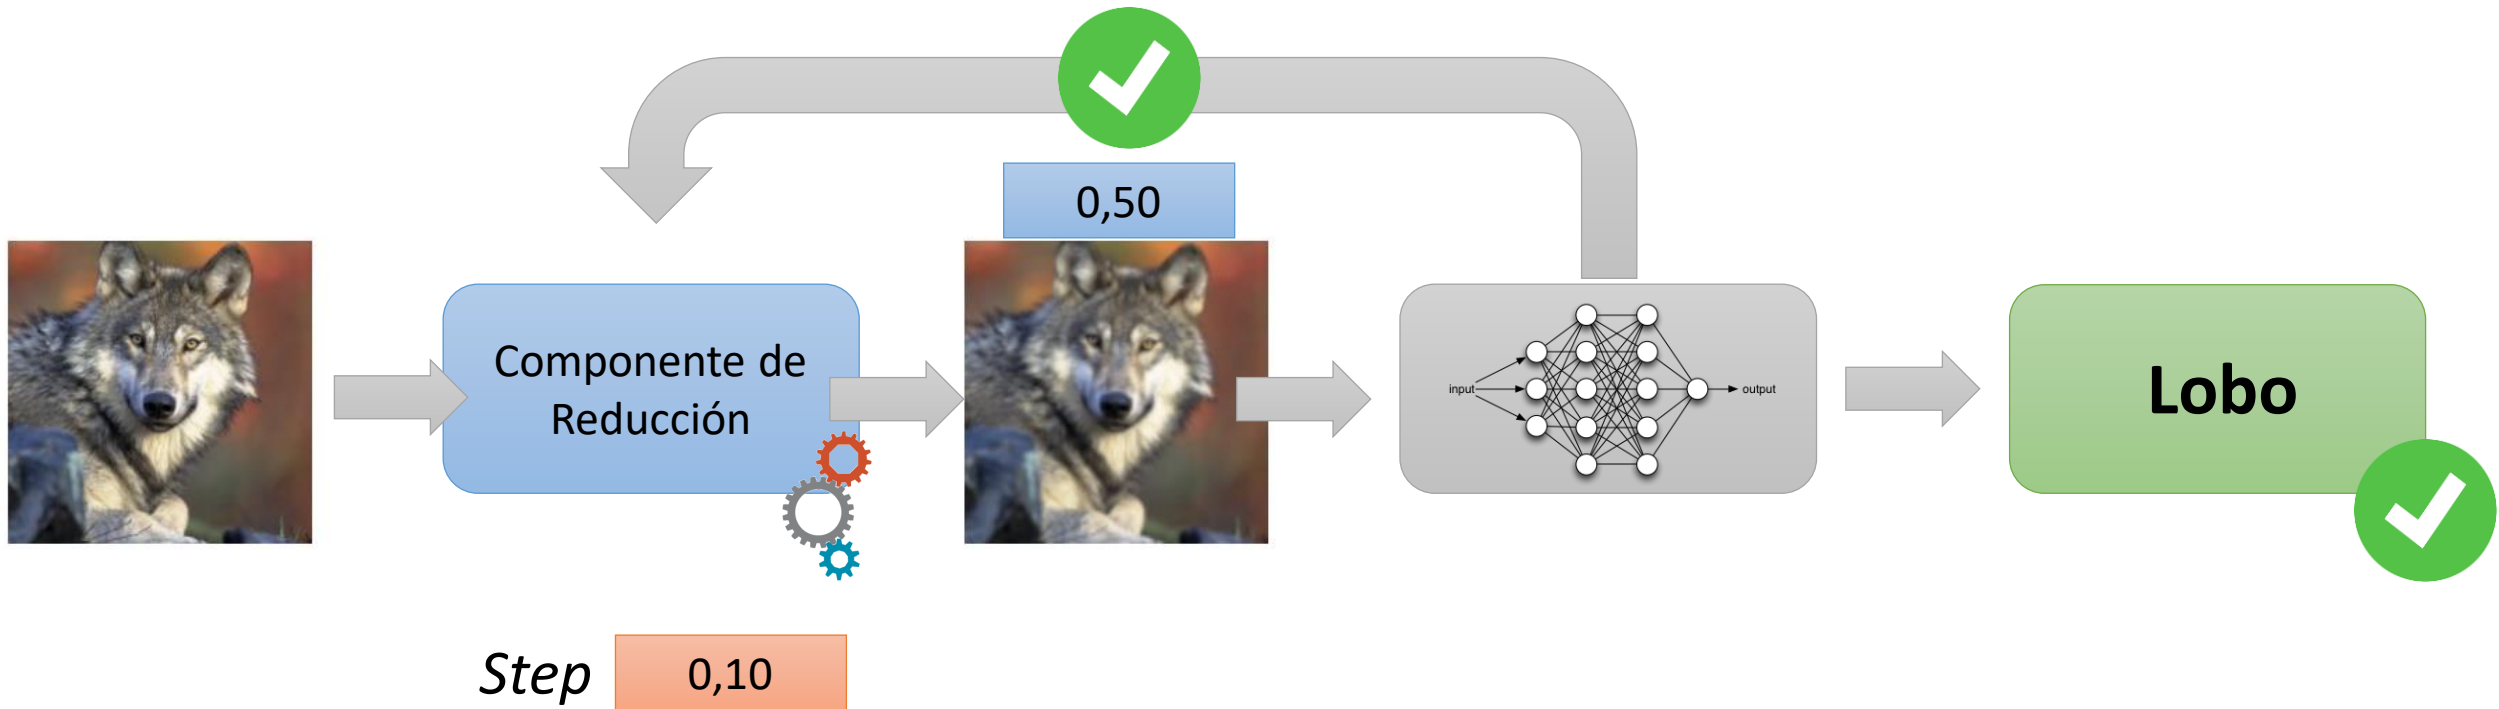 0,50
Componente de
Reducción
input
output
Lobo
Step
0,10